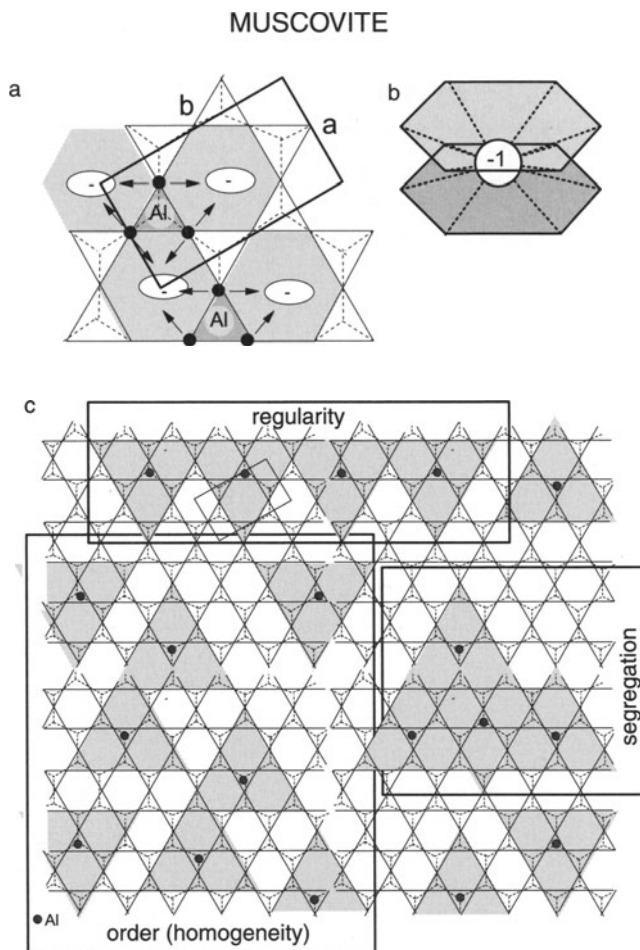 MUSCOVITE
a
b
a
-
-
Al
-
-
Al
b
-1
c
regularity
segregation
Al
order (homogeneity)